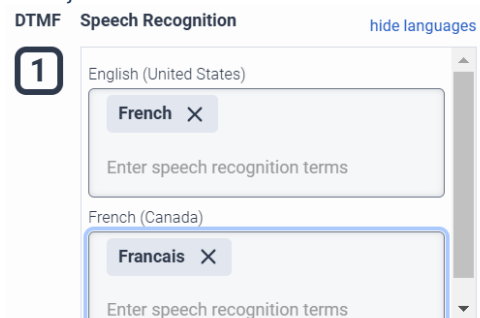 DTMF Speech Recognition hide languages
1
English (United States)
French X
Enter speech recognition terms
French (Canada)
Francais X
Enter speech recognition terms